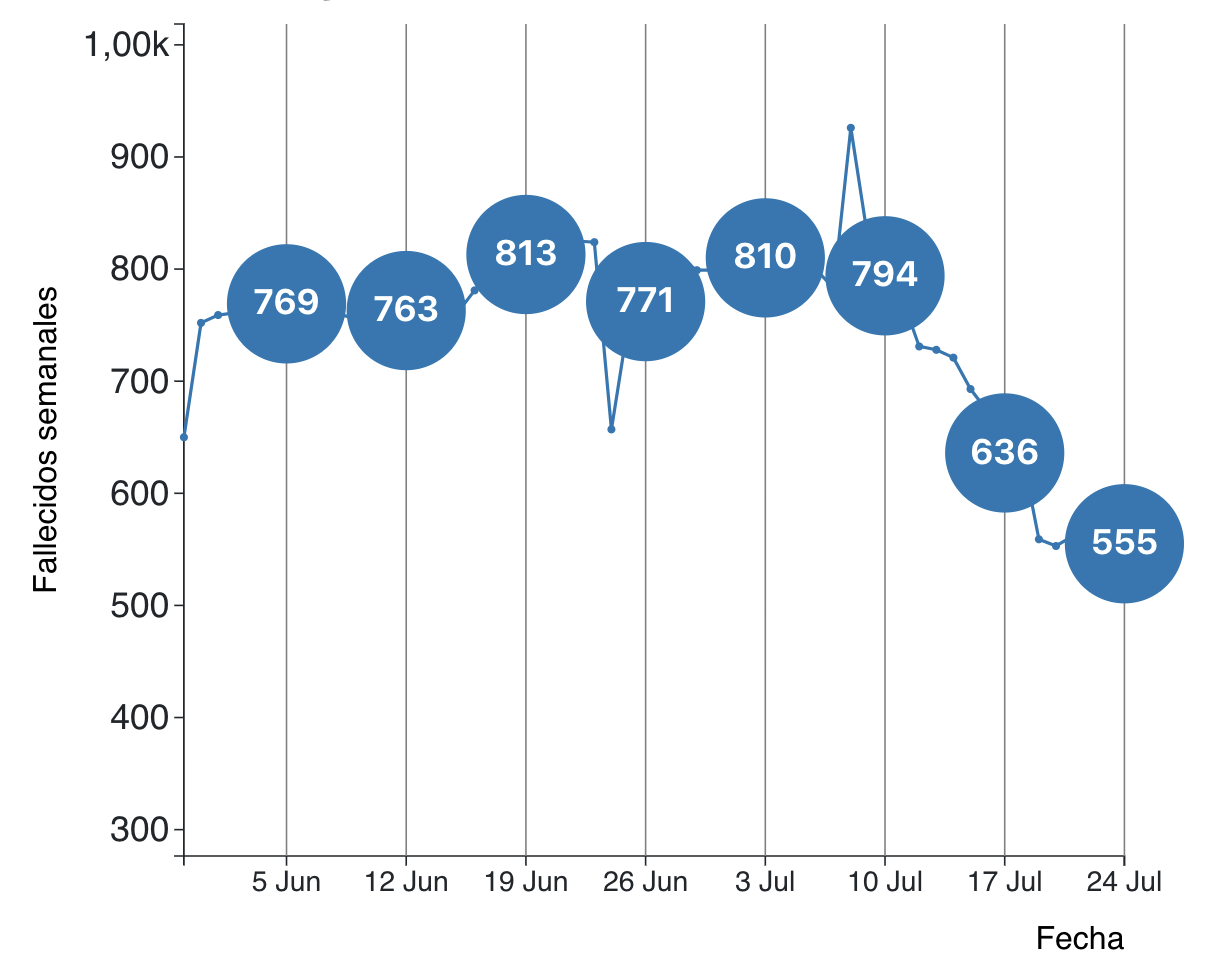 1,00k
900
800
700
600
500
400
300
Fallecidos semanales
769
763
813
771
810
794
636
555
5 Jun
12 Jun
19 Jun
26 Jun
3 Jul
10 Jul
17 Jul
24 Jul
Fecha